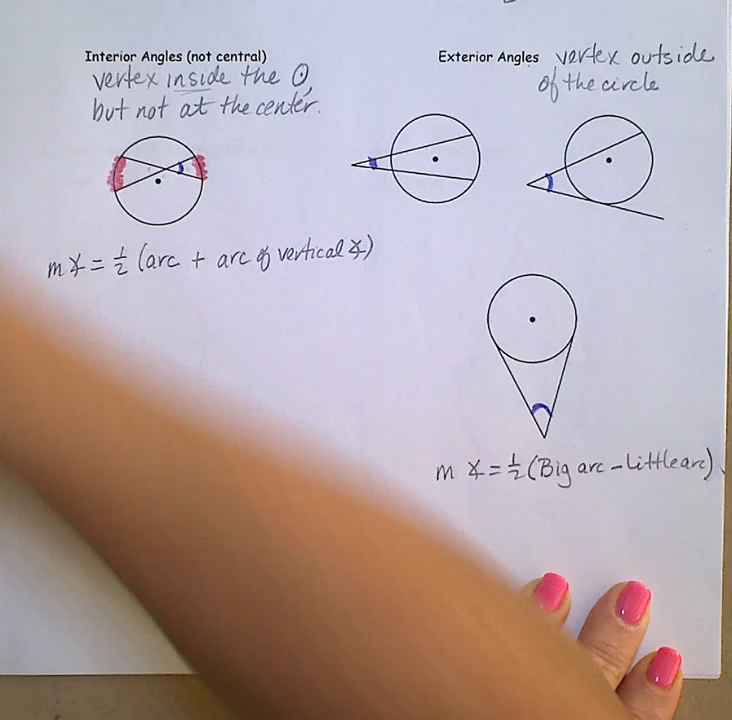 Interior Angles (not central)
vertex inside the ⊙,
but not at the center.
m∡ = ½ (arc + arc of vertical ∡)
Exterior Angles vertex outside
of the circle
m ∡ = ½ (Big arc - Little arc)